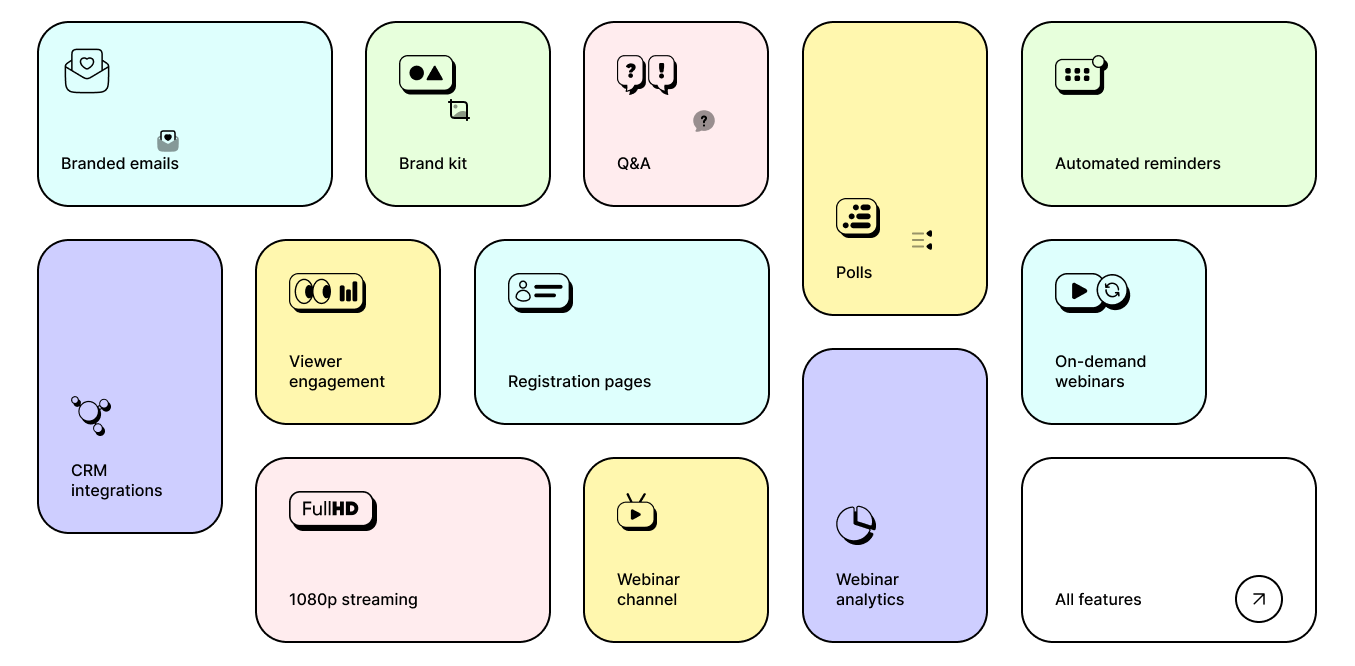 Branded emails
Brand kit
Q&A
Polls
Automated reminders
CRM
integrations
Viewer
engagement
Registration pages
On-demand
webinars
FullHD
1080p streaming
Webinar
channel
Webinar
analytics
All features